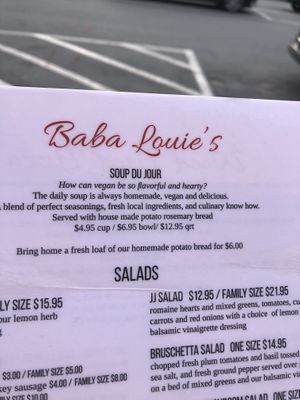 Baba Louie's
SOUP DU JOUR
How can vegan be so flavorful and hearty?
The daily soup is always homemade, vegan and delicious.
blend of perfect seasonings, fresh local ingredients, and culinary know how.
Served with house made potato rosemary bread
$4.95 cup / $6.95 bowl/ $12.95 qrt
Bring home a fresh loaf of our homemade potato bread for $6.00
SALADS
LY SIZE $15.95
our lemon herb
$3.00 / FAMILY SIZE $5.00
key sausage $4.00 / FAMILY SIZE $8.00
JJ SALAD $12.95 / FAMILY SIZE $21.95
romaine hearts and mixed greens, tomatoes,
carrots and red onions with a choice of lemon
balsamic vinaigrette dressing
BRUSCHETTA SALAD ONE SIZE $14.95
chopped fresh plum tomatoes and basil tossed
sea salt, and fresh ground pepper served over
on a bed of mixed greens and our balsamic
SALAD ONE SIZE